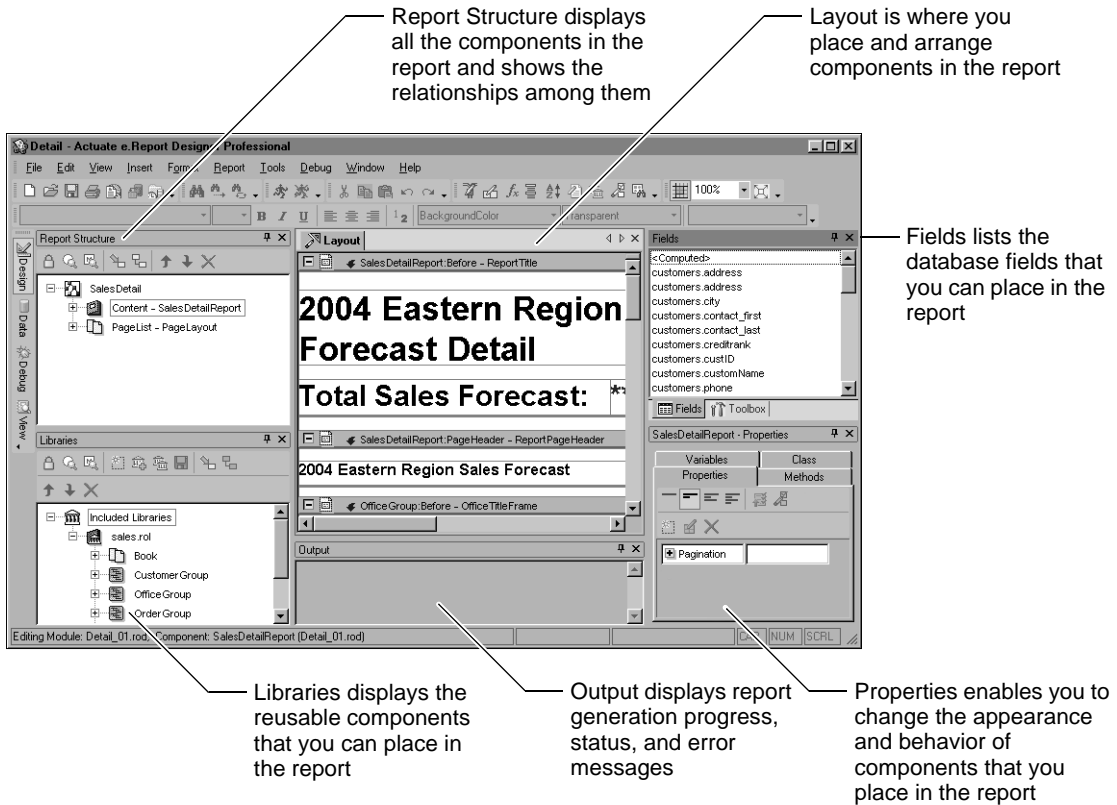 Report Structure displays
all the components in the
report and shows the
relationships among them
Layout is where you
place and arrange
components in the report
Detail - Actuate e.Report Designer Professional
File Edit View Insert Format Report Tools Debug Window Help
100%
B I U BackgroundColor Transparent
Design
Data
Debug
View
Report Structure
SalesDetail
Content - SalesDetailReport
PageList - PageLayout
Layout
SalesDetailReport:Before - ReportTitle
2004 Eastern Region
Forecast Detail
Total Sales Forecast: **
SalesDetailReport:PageHeader - ReportPageHeader
2004 Eastern Region Sales Forecast
OfficeGroup:Before - OfficeTitleFrame
Fields
<Computed>
customers.address
customers.address
customers.city
customers.contact_first
customers.contact_last
customers.creditrank
customers.custID
customers.customName
customers.phone
Fields Toolbox
Fields lists the
database fields that
you can place in the
report
Libraries
Included Libraries
sales.rol
Book
CustomerGroup
OfficeGroup
OrderGroup
Output
SalesDetailReport - Properties
Variables Class
Properties Methods
Pagination
Editing Module: Detail_01.rod, Component: SalesDetailReport (Detail_01.rod)
CAP NUM SCRL
Libraries displays the
reusable components
that you can place in
the report
Output displays report
generation progress,
status, and error
messages
Properties enables you to
change the appearance
and behavior of
components that you
place in the report